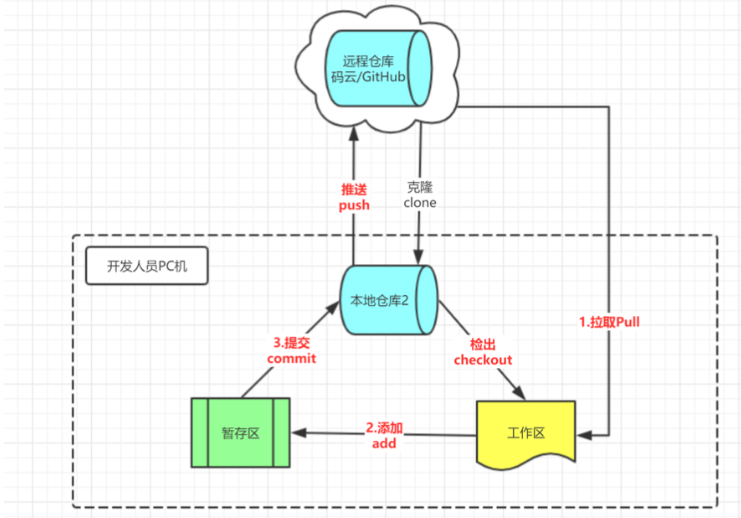 远程仓库
码云/GitHub
推送
push
克隆
clone
开发人员PC机
本地仓库2
1.拉取Pull
3.提交
commit
检出
checkout
暂存区
2.添加
add
工作区